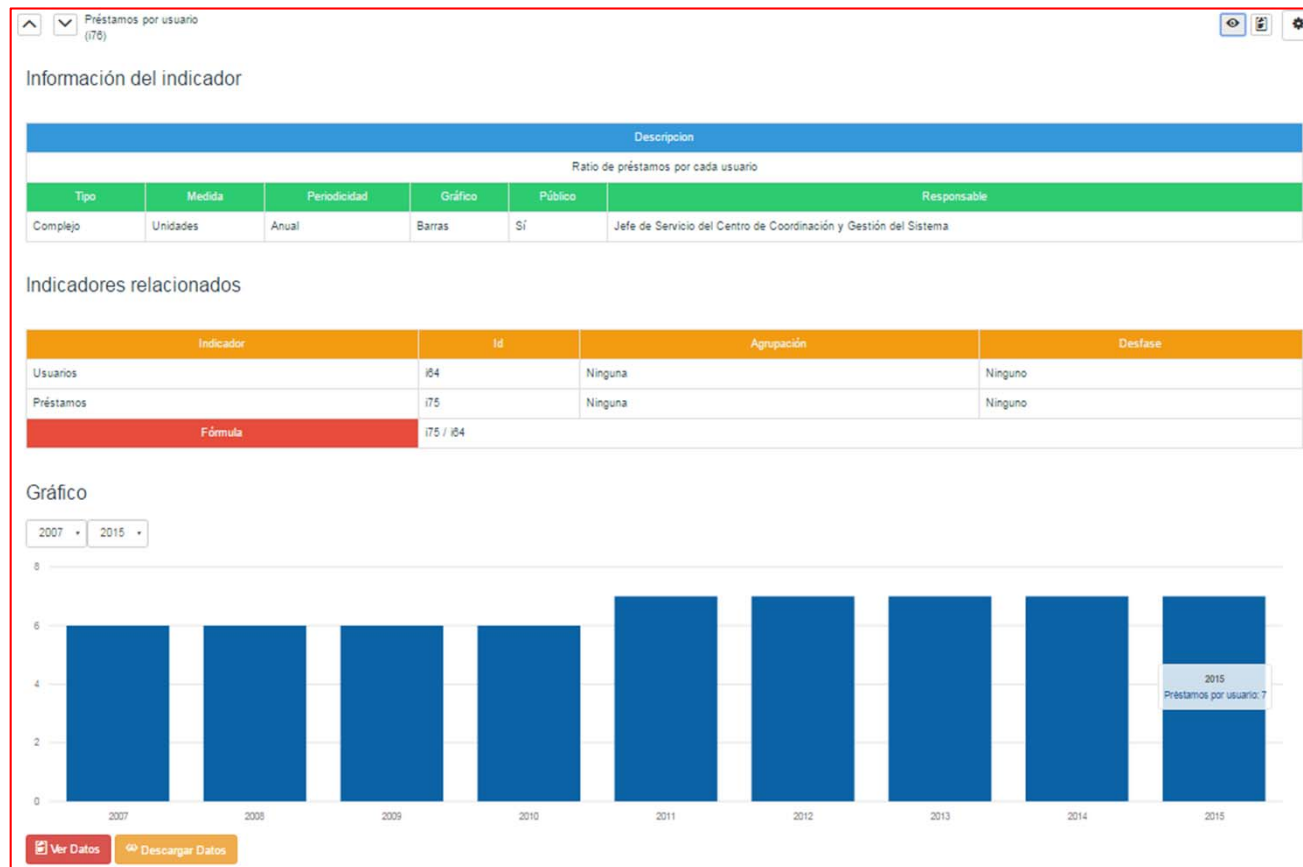 Préstamos por usuario
(i76)
Información del indicador
Descripcion
Ratio de préstamos por cada usuario
Tipo Medida Periodicidad Gráfico Público Responsable
Complejo Unidades Anual Barras Sí Jefe de Servicio del Centro de Coordinación y Gestión del Sistema
Indicadores relacionados
Indicador Id Agrupación Desfase
Usuarios i64 Ninguna Ninguno
Préstamos i75 Ninguna Ninguno
Fórmula i75 / i64
Gráfico
2007 2015
8
6
4
2
0
2015
Préstamos por usuario: 7
2007 2008 2009 2010 2011 2012 2013 2014 2015
Ver Datos Descargar Datos